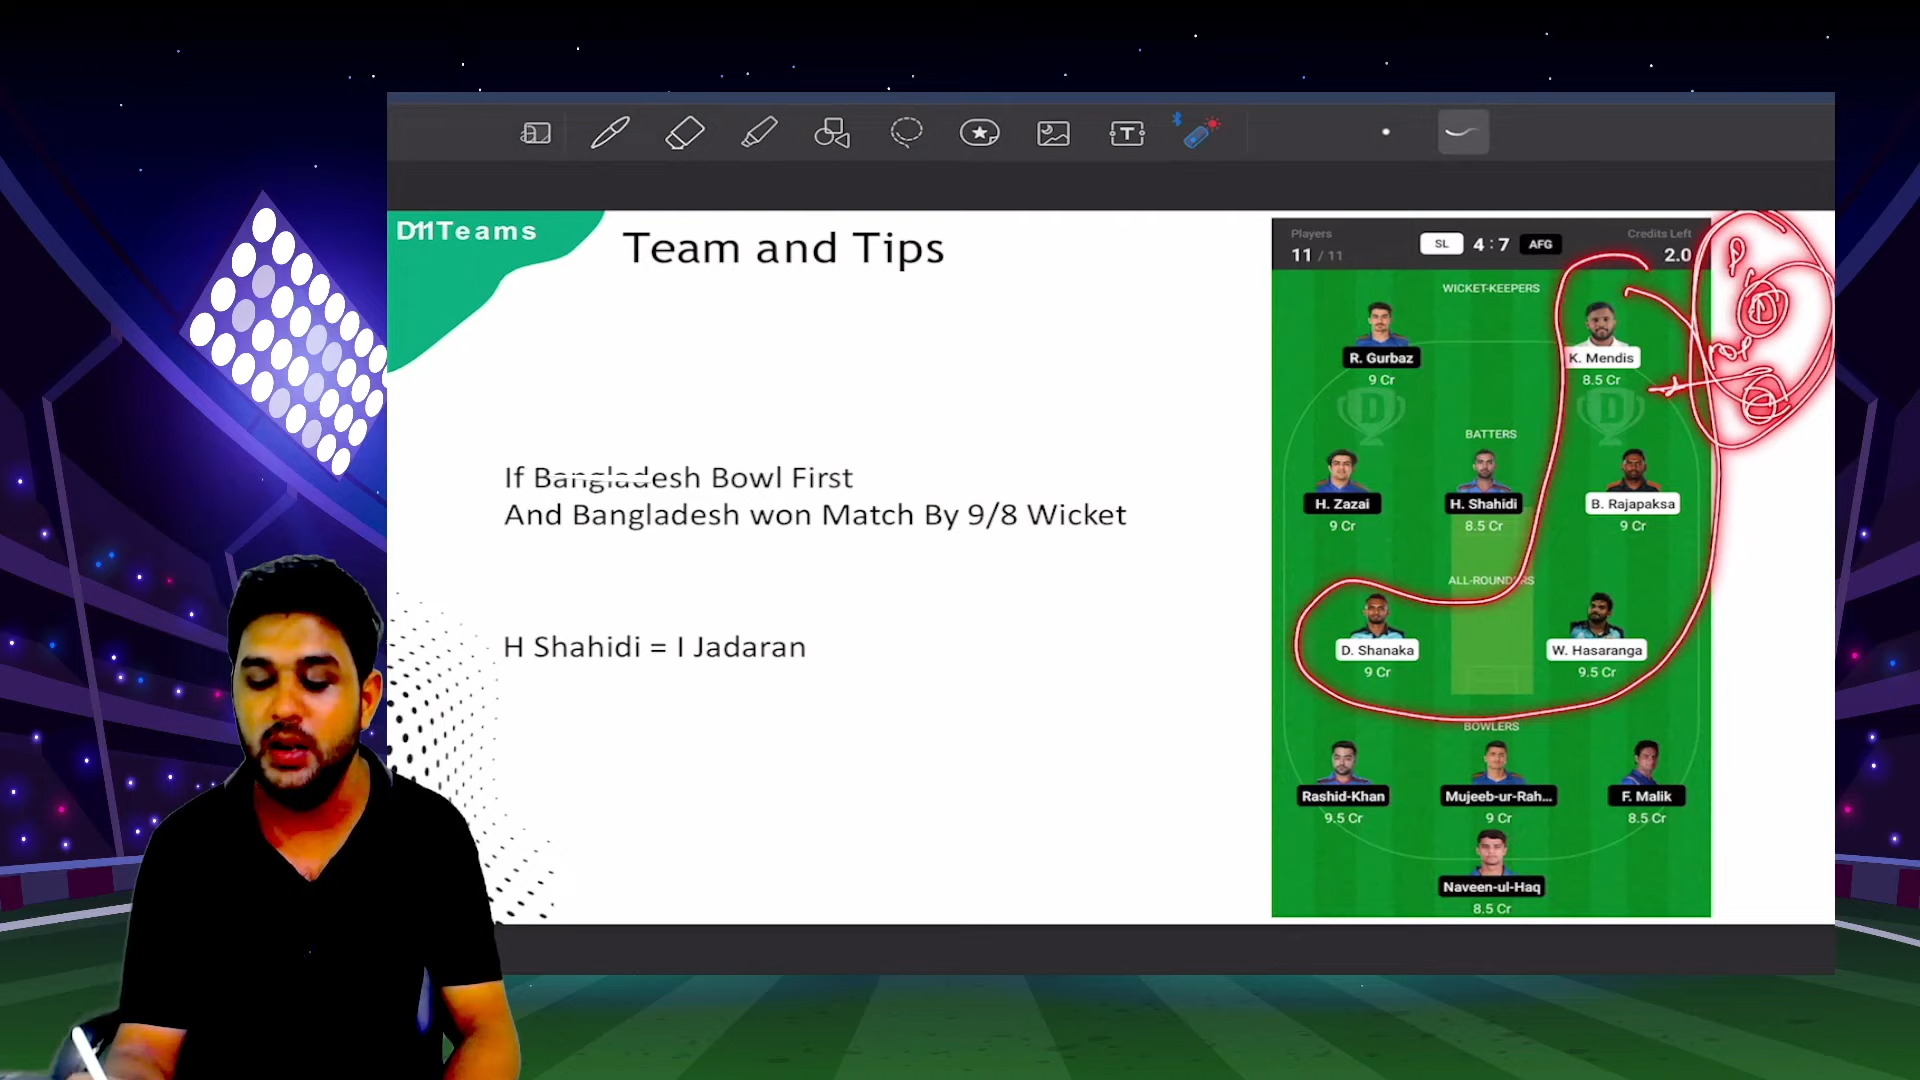 D11Teams
Team and Tips
If Bangladesh Bowl First
And Bangladesh won Match By 9/8 Wicket
H Shahidi = I Jadaran
Players
11 / 11
SL 4 : 7 AFG
Credits Left
2.0
WICKET-KEEPERS
R. Gurbaz
9 Cr
K. Mendis
8.5 Cr
BATTERS
H. Zazai
9 Cr
H. Shahidi
8.5 Cr
B. Rajapaksa
9 Cr
ALL-ROUNDERS
D. Shanaka
9 Cr
W. Hasaranga
9.5 Cr
BOWLERS
Rashid-Khan
9.5 Cr
Mujeeb-ur-Rah...
9 Cr
F. Malik
8.5 Cr
Naveen-ul-Haq
8.5 Cr